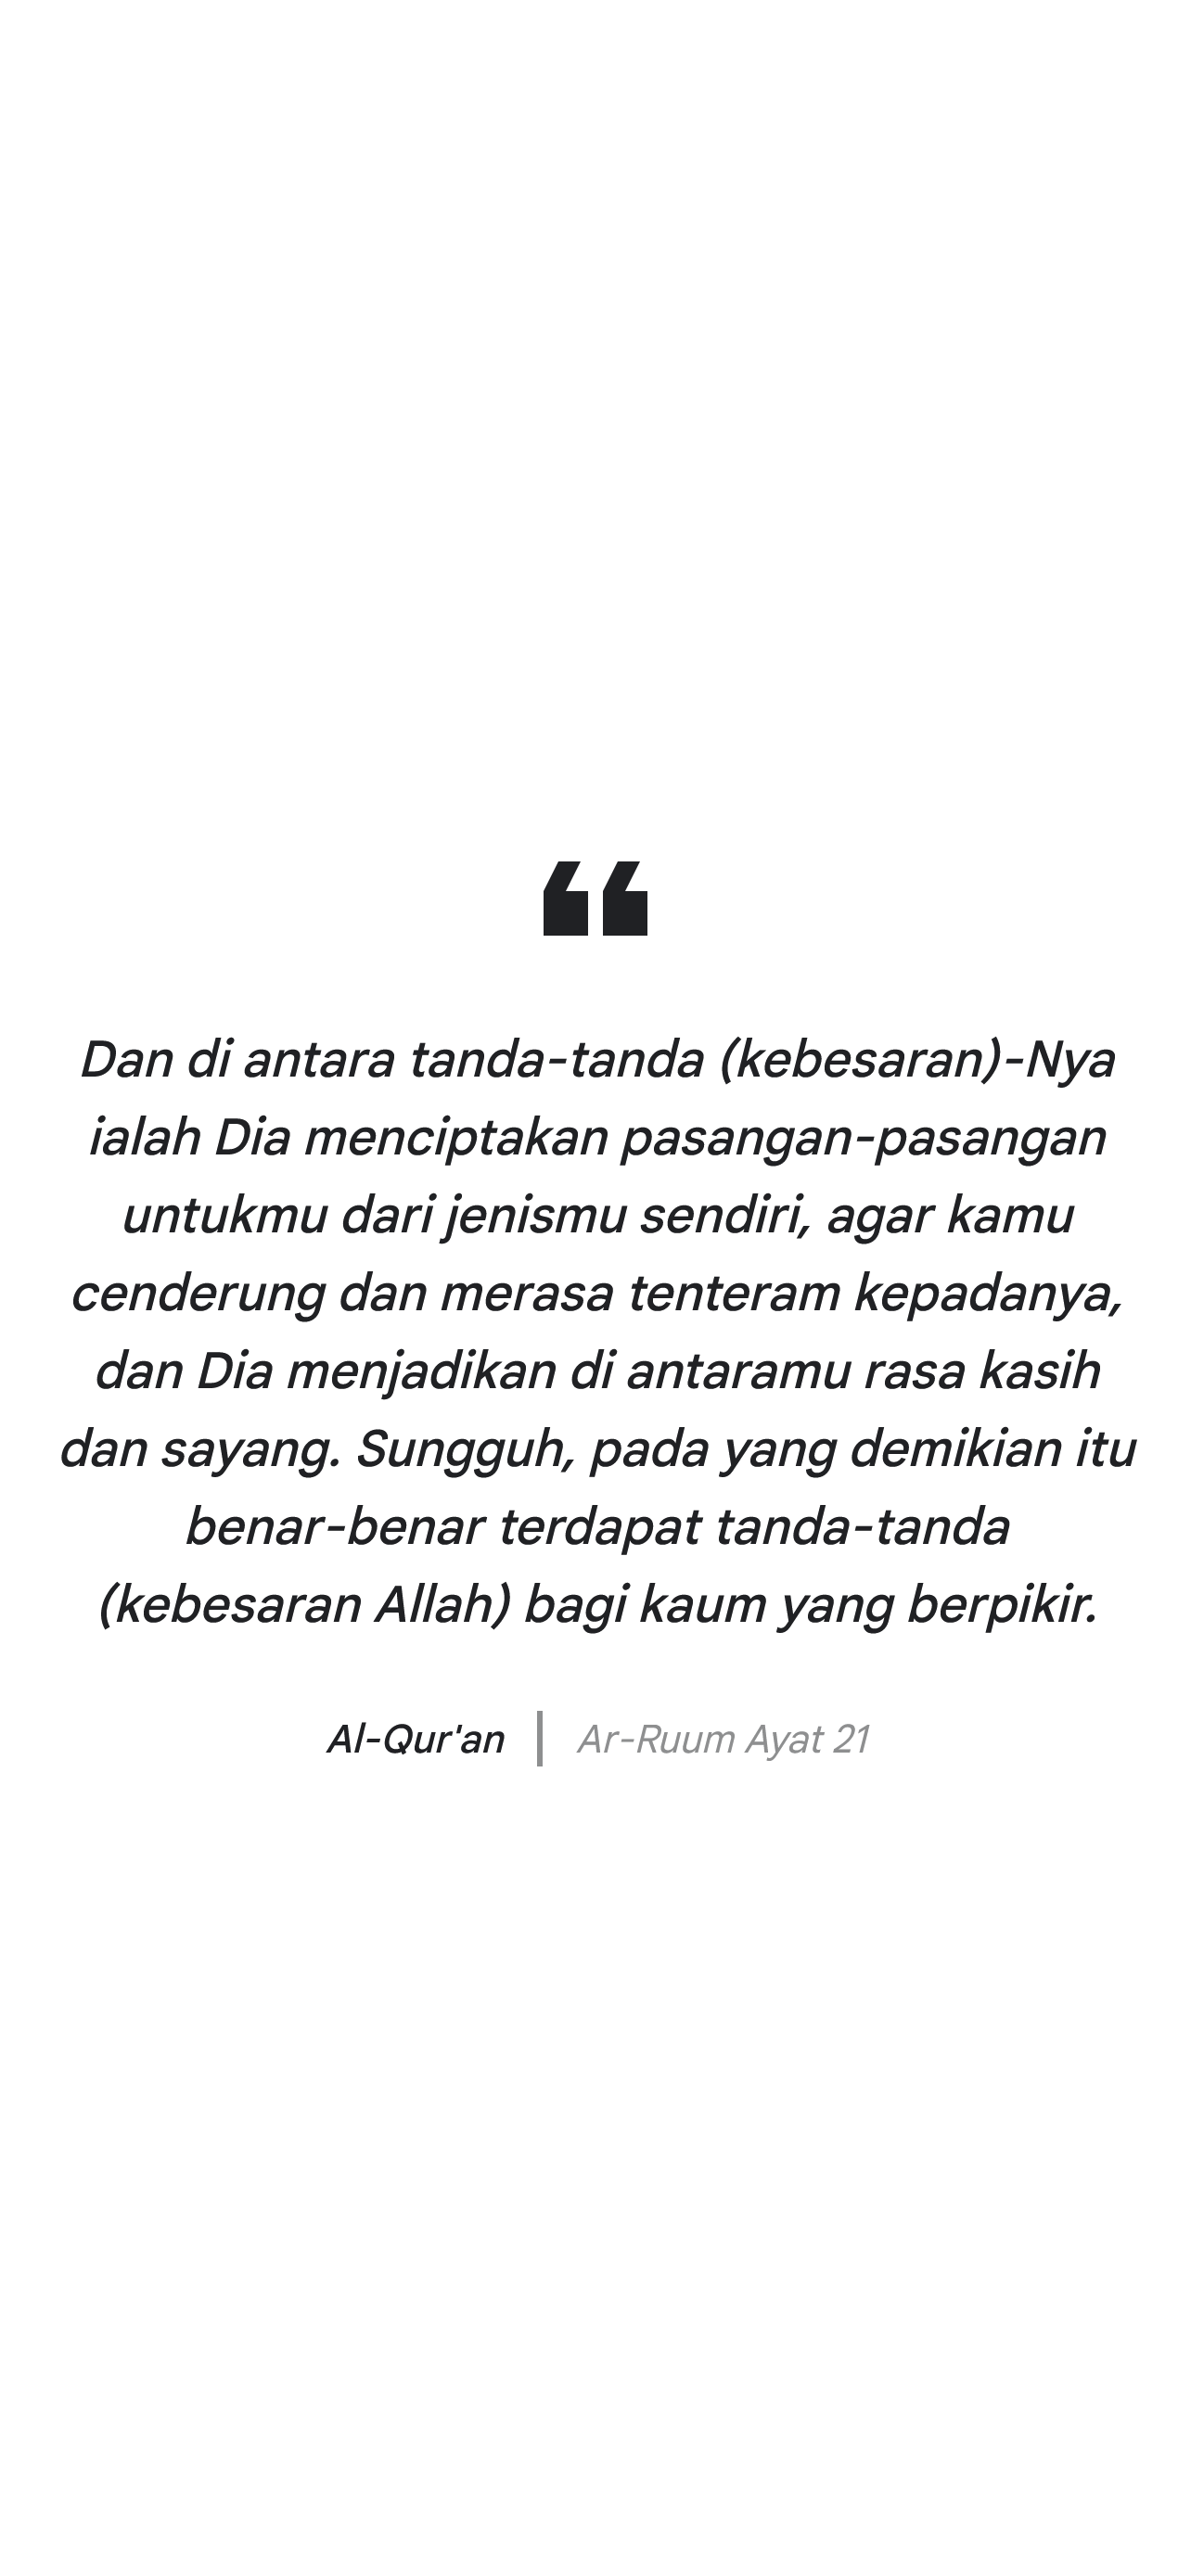 “
Dan di antara tanda-tanda (kebesaran)-Nya
ialah Dia menciptakan pasangan-pasangan
untukmu dari jenismu sendiri, agar kamu
cenderung dan merasa tenteram kepadanya,
dan Dia menjadikan di antaramu rasa kasih
dan sayang. Sungguh, pada yang demikian itu
benar-benar terdapat tanda-tanda
(kebesaran Allah) bagi kaum yang berpikir.
Al-Qur'an | Ar-Ruum Ayat 21